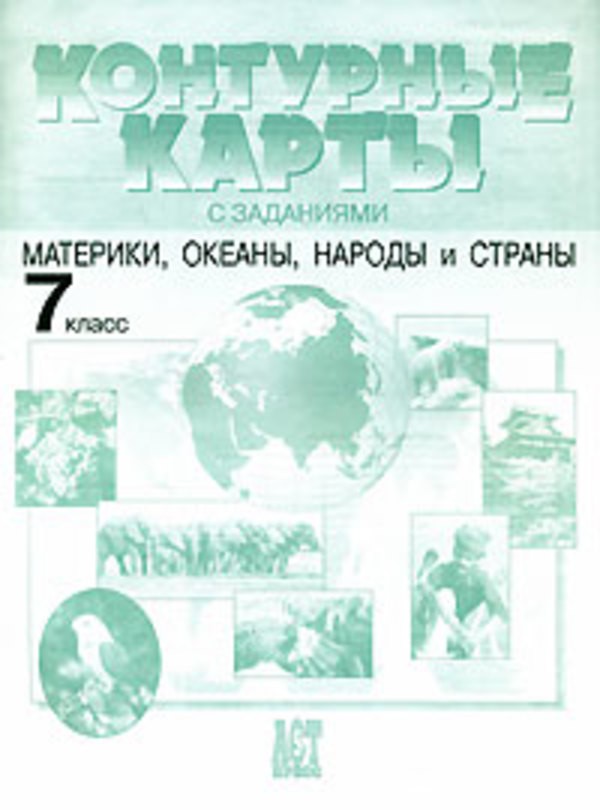 КОНТУРНЫЕ
КАРТЫ
С ЗАДАНИЯМИ
МАТЕРИКИ, ОКЕАНЫ, НАРОДЫ и СТРАНЫ
7 класс
АСТ